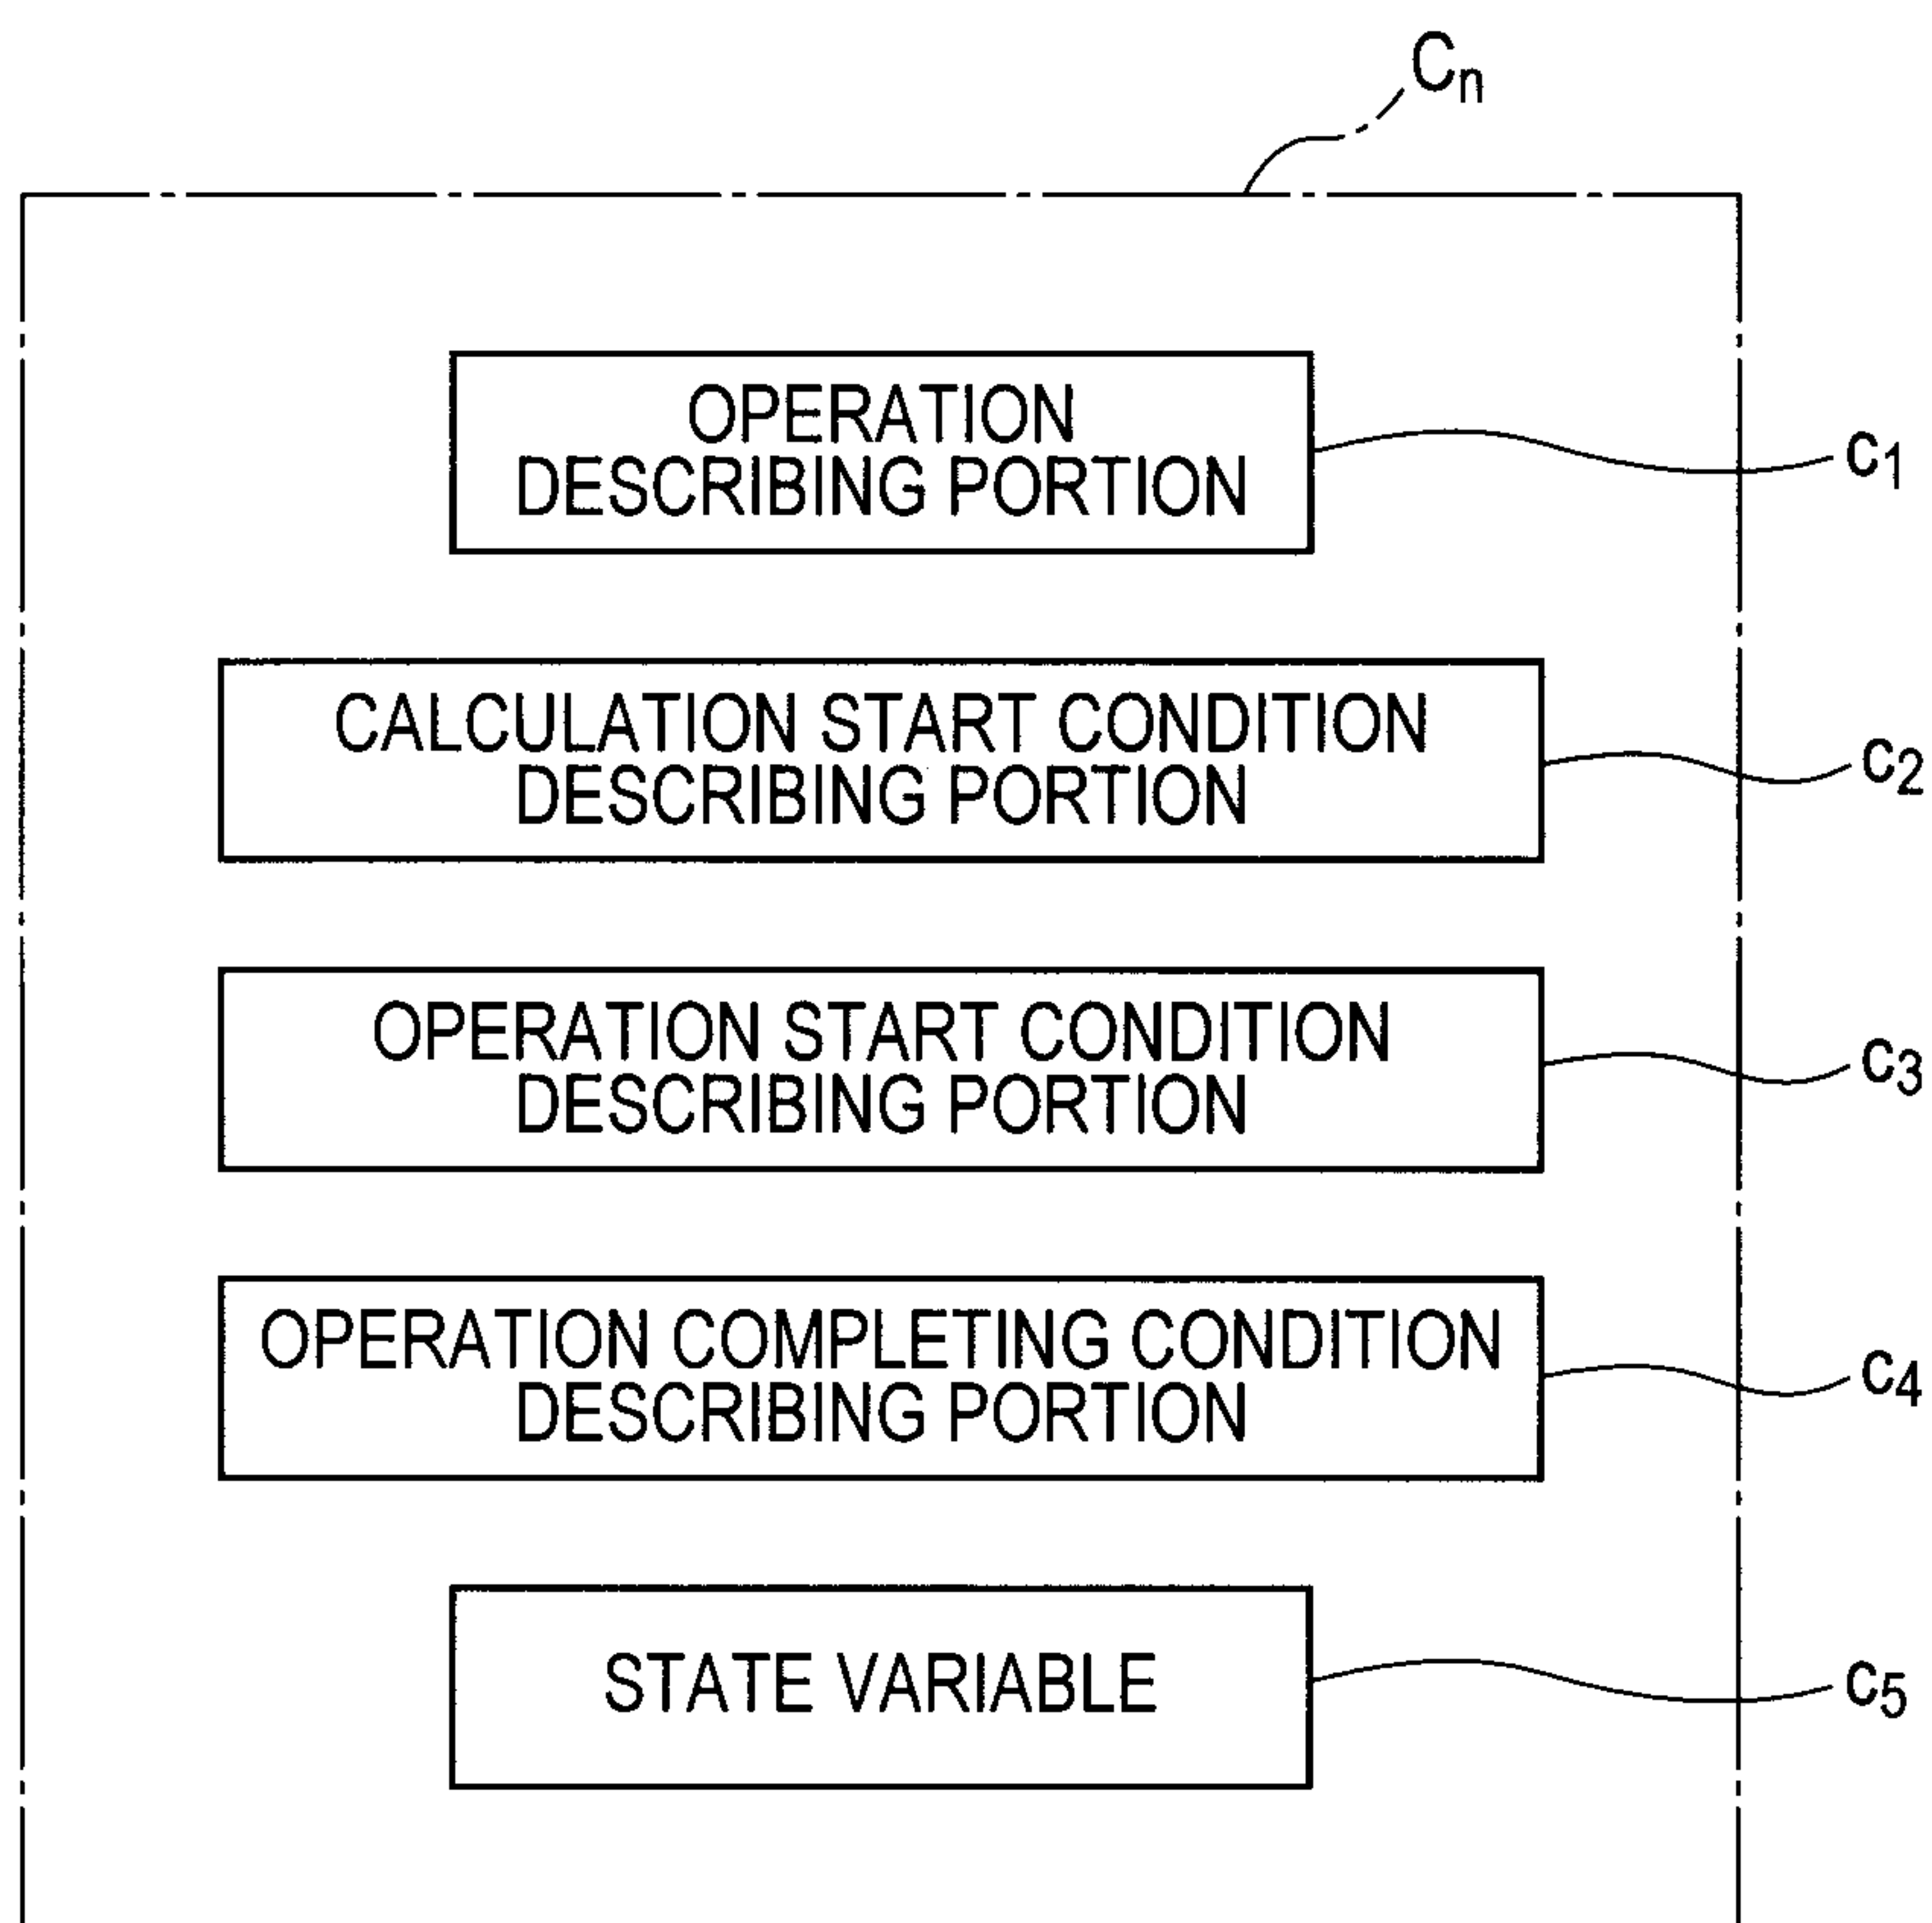 Cn
OPERATION
DESCRIBING PORTION
c1
CALCULATION START CONDITION
DESCRIBING PORTION
c2
OPERATION START CONDITION
DESCRIBING PORTION
c3
OPERATION COMPLETING CONDITION
DESCRIBING PORTION
c4
STATE VARIABLE
c5